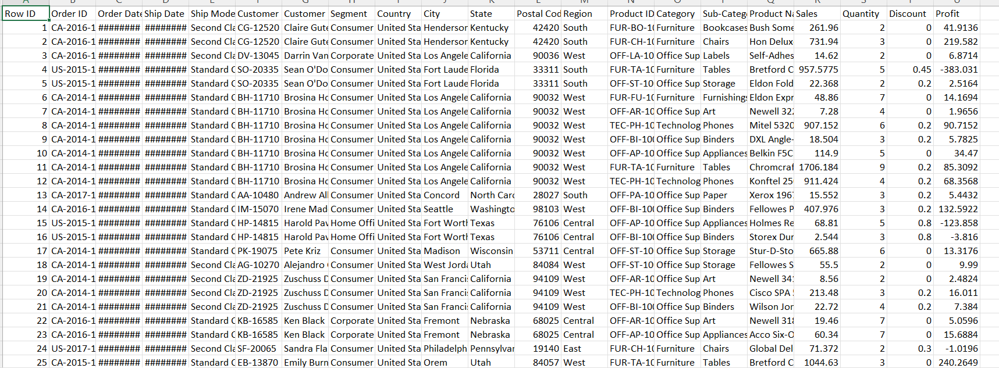 Row ID Order ID Order Date Ship Date Ship Mode Customer Customer Segment Country City State Postal Cod Region Product ID Category Sub-Categ Product Na Sales Quantity Discount Profit
1 CA-2016-1 ######## ######## Second Cla CG-12520 Claire Gute Consumer United Sta Henderson Kentucky 42420 South FUR-BO-10 Furniture Bookcases Bush Some 261.96 2 0 41.9136
2 CA-2016-1 ######## ######## Second Cla CG-12520 Claire Gute Consumer United Sta Henderson Kentucky 42420 South FUR-CH-10 Furniture Chairs Hon Delux 731.94 3 0 219.582
3 CA-2016-1 ######## ######## Second Cla DV-13045 Darrin Van Corporate United Sta Los Angele California 90036 West OFF-LA-10 Office Sup Labels Self-Adhes 14.62 2 0 6.8714
4 US-2015-1 ######## ######## Standard C SO-20335 Sean O'Do Consumer United Sta Fort Laude Florida 33311 South FUR-TA-10 Furniture Tables Bretford C 957.5775 5 0.45 -383.031
5 US-2015-1 ######## ######## Standard C SO-20335 Sean O'Do Consumer United Sta Fort Laude Florida 33311 South OFF-ST-10 Office Sup Storage Eldon Fold 22.368 2 0.2 2.5164
6 CA-2014-1 ######## ######## Standard C BH-11710 Brosina Ho Consumer United Sta Los Angele California 90032 West FUR-FU-10 Furniture Furnishings Eldon Expr 48.86 7 0 14.1694
7 CA-2014-1 ######## ######## Standard C BH-11710 Brosina Ho Consumer United Sta Los Angele California 90032 West OFF-AR-10 Office Sup Art Newell 322 7.28 4 0 1.9656
8 CA-2014-1 ######## ######## Standard C BH-11710 Brosina Ho Consumer United Sta Los Angele California 90032 West TEC-PH-10 Technolog Phones Mitel 5320 907.152 6 0.2 90.7152
9 CA-2014-1 ######## ######## Standard C BH-11710 Brosina Ho Consumer United Sta Los Angele California 90032 West OFF-BI-100 Office Sup Binders DXL Angle- 18.504 3 0.2 5.7825
10 CA-2014-1 ######## ######## Standard C BH-11710 Brosina Ho Consumer United Sta Los Angele California 90032 West OFF-AP-10 Office Sup Appliances Belkin F5C 114.9 5 0 34.47
11 CA-2014-1 ######## ######## Standard C BH-11710 Brosina Ho Consumer United Sta Los Angele California 90032 West FUR-TA-10 Furniture Tables Chromcraf 1706.184 9 0.2 85.3092
12 CA-2014-1 ######## ######## Standard C BH-11710 Brosina Ho Consumer United Sta Los Angele California 90032 West TEC-PH-10 Technolog Phones Konftel 25 911.424 4 0.2 68.3568
13 CA-2017-1 ######## ######## Standard C AA-10480 Andrew All Consumer United Sta Concord North Caro 28027 South OFF-PA-10 Office Sup Paper Xerox 1967 15.552 3 0.2 5.4432
14 CA-2016-1 ######## ######## Standard C IM-15070 Irene Mad Consumer United Sta Seattle Washingto 98103 West OFF-BI-100 Office Sup Binders Fellowes P 407.976 3 0.2 132.5922
15 US-2015-1 ######## ######## Standard C HP-14815 Harold Pav Home Offi United Sta Fort Worth Texas 76106 Central OFF-AP-10 Office Sup Appliances Holmes Re 68.81 5 0.8 -123.858
16 US-2015-1 ######## ######## Standard C HP-14815 Harold Pav Home Offi United Sta Fort Worth Texas 76106 Central OFF-BI-100 Office Sup Binders Storex Dur 2.544 3 0.8 -3.816
17 CA-2014-1 ######## ######## Standard C PK-19075 Pete Kriz Consumer United Sta Madison Wisconsin 53711 Central OFF-ST-10 Office Sup Storage Stur-D-Sto 665.88 6 0 13.3176
18 CA-2014-1 ######## ######## Second Cla AG-10270 Alejandro Consumer United Sta West Jorda Utah 84084 West OFF-ST-10 Office Sup Storage Fellowes S 55.5 2 0 9.99
19 CA-2014-1 ######## ######## Second Cla ZD-21925 Zuschuss D Consumer United Sta San Francis California 94109 West OFF-AR-10 Office Sup Art Newell 341 8.56 2 0 2.4824
20 CA-2014-1 ######## ######## Second Cla ZD-21925 Zuschuss D Consumer United Sta San Francis California 94109 West TEC-PH-10 Technolog Phones Cisco SPA 213.48 3 0.2 16.011
21 CA-2014-1 ######## ######## Second Cla ZD-21925 Zuschuss D Consumer United Sta San Francis California 94109 West OFF-BI-100 Office Sup Binders Wilson Jon 22.72 4 0.2 7.384
22 CA-2016-1 ######## ######## Standard C KB-16585 Ken Black Corporate United Sta Fremont Nebraska 68025 Central OFF-AR-10 Office Sup Art Newell 318 19.46 7 0 5.0596
23 CA-2016-1 ######## ######## Standard C KB-16585 Ken Black Corporate United Sta Fremont Nebraska 68025 Central OFF-AP-10 Office Sup Appliances Acco Six-O 60.34 7 0 15.6884
24 US-2017-1 ######## ######## Second Cla SF-20065 Sandra Fla Consumer United Sta Philadelph Pennsylvan 19140 East FUR-CH-10 Furniture Chairs Global Del 71.372 2 0.3 -1.0196
25 CA-2015-1 ######## ######## Standard C EB-13870 Emily Burn Consumer United Sta Orem Utah 84057 West FUR-TA-10 Furniture Tables Bretford C 1044.63 3 0 240.2649